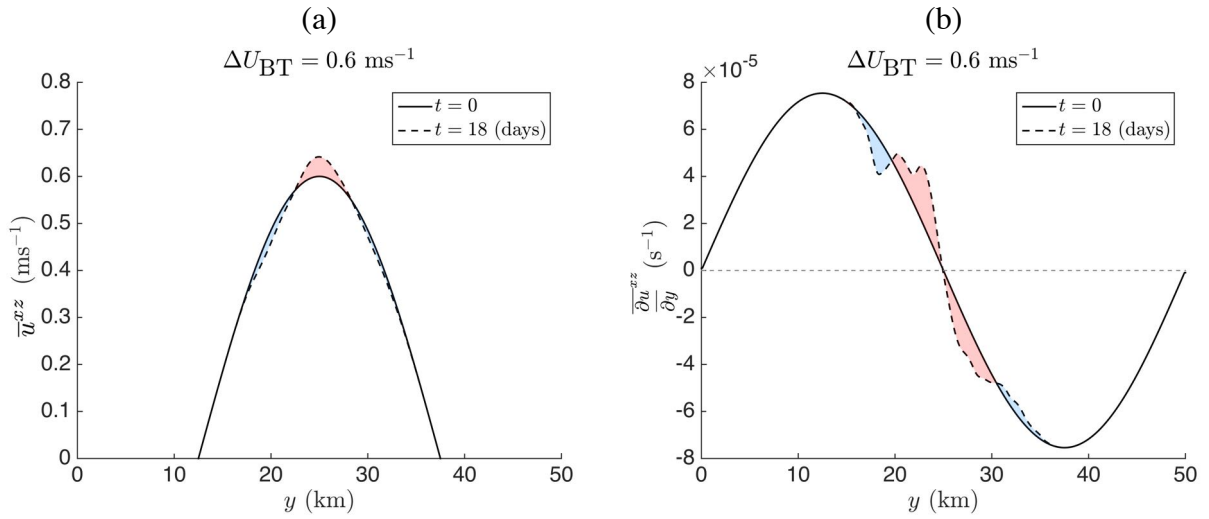 (a)
ΔU_BT = 0.6 ms⁻¹
0.8
0.7
0.6
0.5
0.4
0.3
0.2
0.1
0
0 10 20 30 40 50
y (km)
u̅ˣᶻ (ms⁻¹)
t = 0
t = 18 (days)
(b)
ΔU_BT = 0.6 ms⁻¹
×10⁻⁵
8
6
4
2
0
-2
-4
-6
-8
0 10 20 30 40 50
y (km)
\overline{∂u/∂y}ˣᶻ (s⁻¹)
t = 0
t = 18 (days)